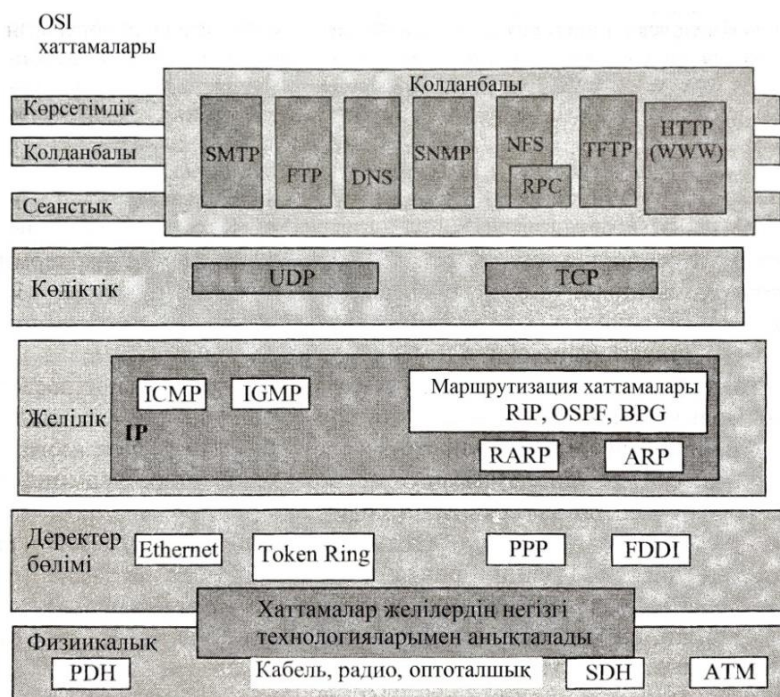 OSI
хаттамалары
Қолданбалы
Көрсетімдік
Қолданбалы
Сеанстық
SMTP
FTP
DNS
SNMP
NFS
RPC
TFTP
HTTP
(WWW)
Көліктік
UDP
TCP
Желілік
IP
ICMP
IGMP
Маршрутизация хаттамалары
RIP, OSPF, BPG
RARP
ARP
Деректер
бөлімі
Ethernet
Token Ring
PPP
FDDI
Хаттамалар желілердің негізгі
технологияларымен анықталады
Физиикалық
PDH
Кабель, радио, оптоталшық
SDH
ATM